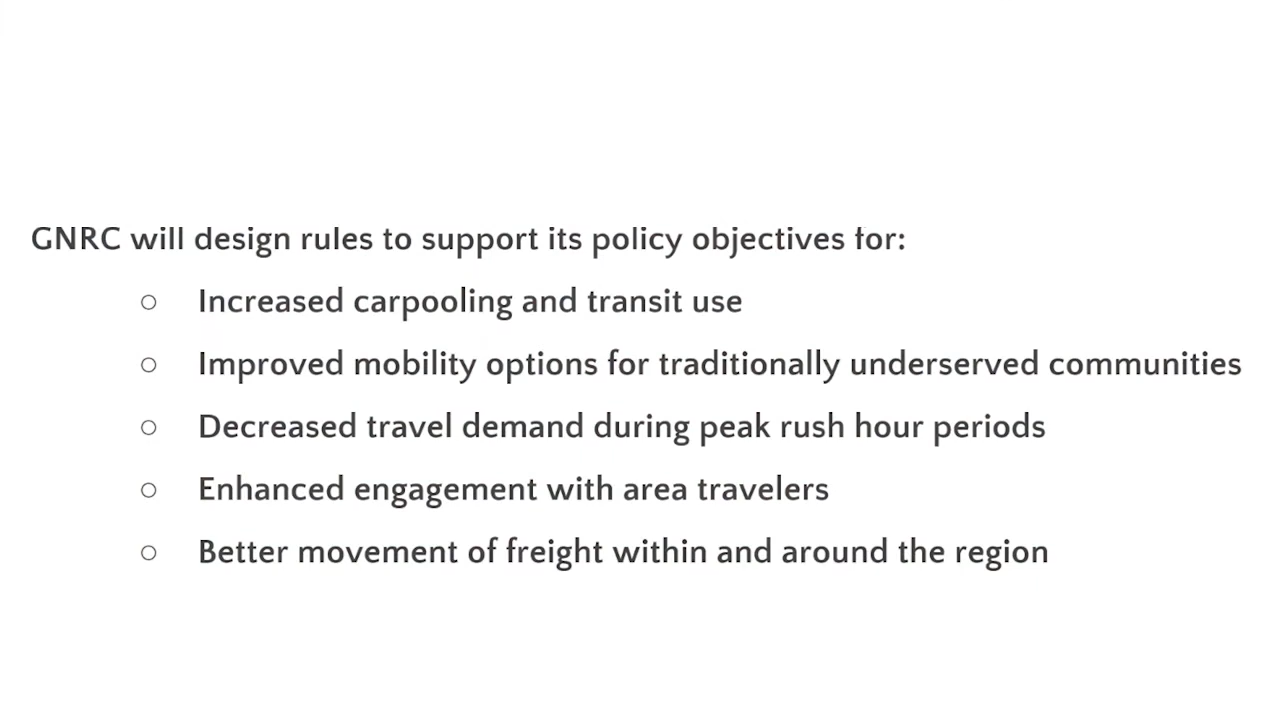 GNRC will design rules to support its policy objectives for:
○ Increased carpooling and transit use
○ Improved mobility options for traditionally underserved communities
○ Decreased travel demand during peak rush hour periods
○ Enhanced engagement with area travelers
○ Better movement of freight within and around the region